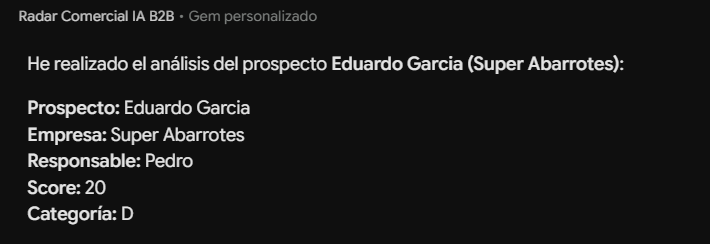 Radar Comercial IA B2B • Gem personalizado
He realizado el análisis del prospecto Eduardo Garcia (Super Abarrotes):
Prospecto: Eduardo Garcia
Empresa: Super Abarrotes
Responsable: Pedro
Score: 20
Categoría: D